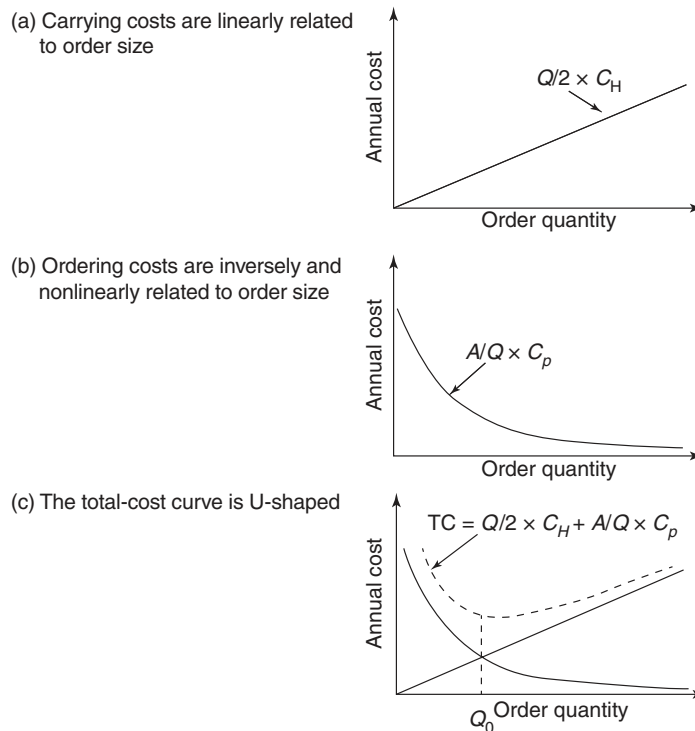 (a) Carrying costs are linearly related
to order size
Annual cost
Q/2 × C_H
Order quantity
(b) Ordering costs are inversely and
nonlinearly related to order size
Annual cost
A/Q × C_p
Order quantity
(c) The total-cost curve is U-shaped
Annual cost
TC = Q/2 × C_H + A/Q × C_p
Q_0
Order quantity